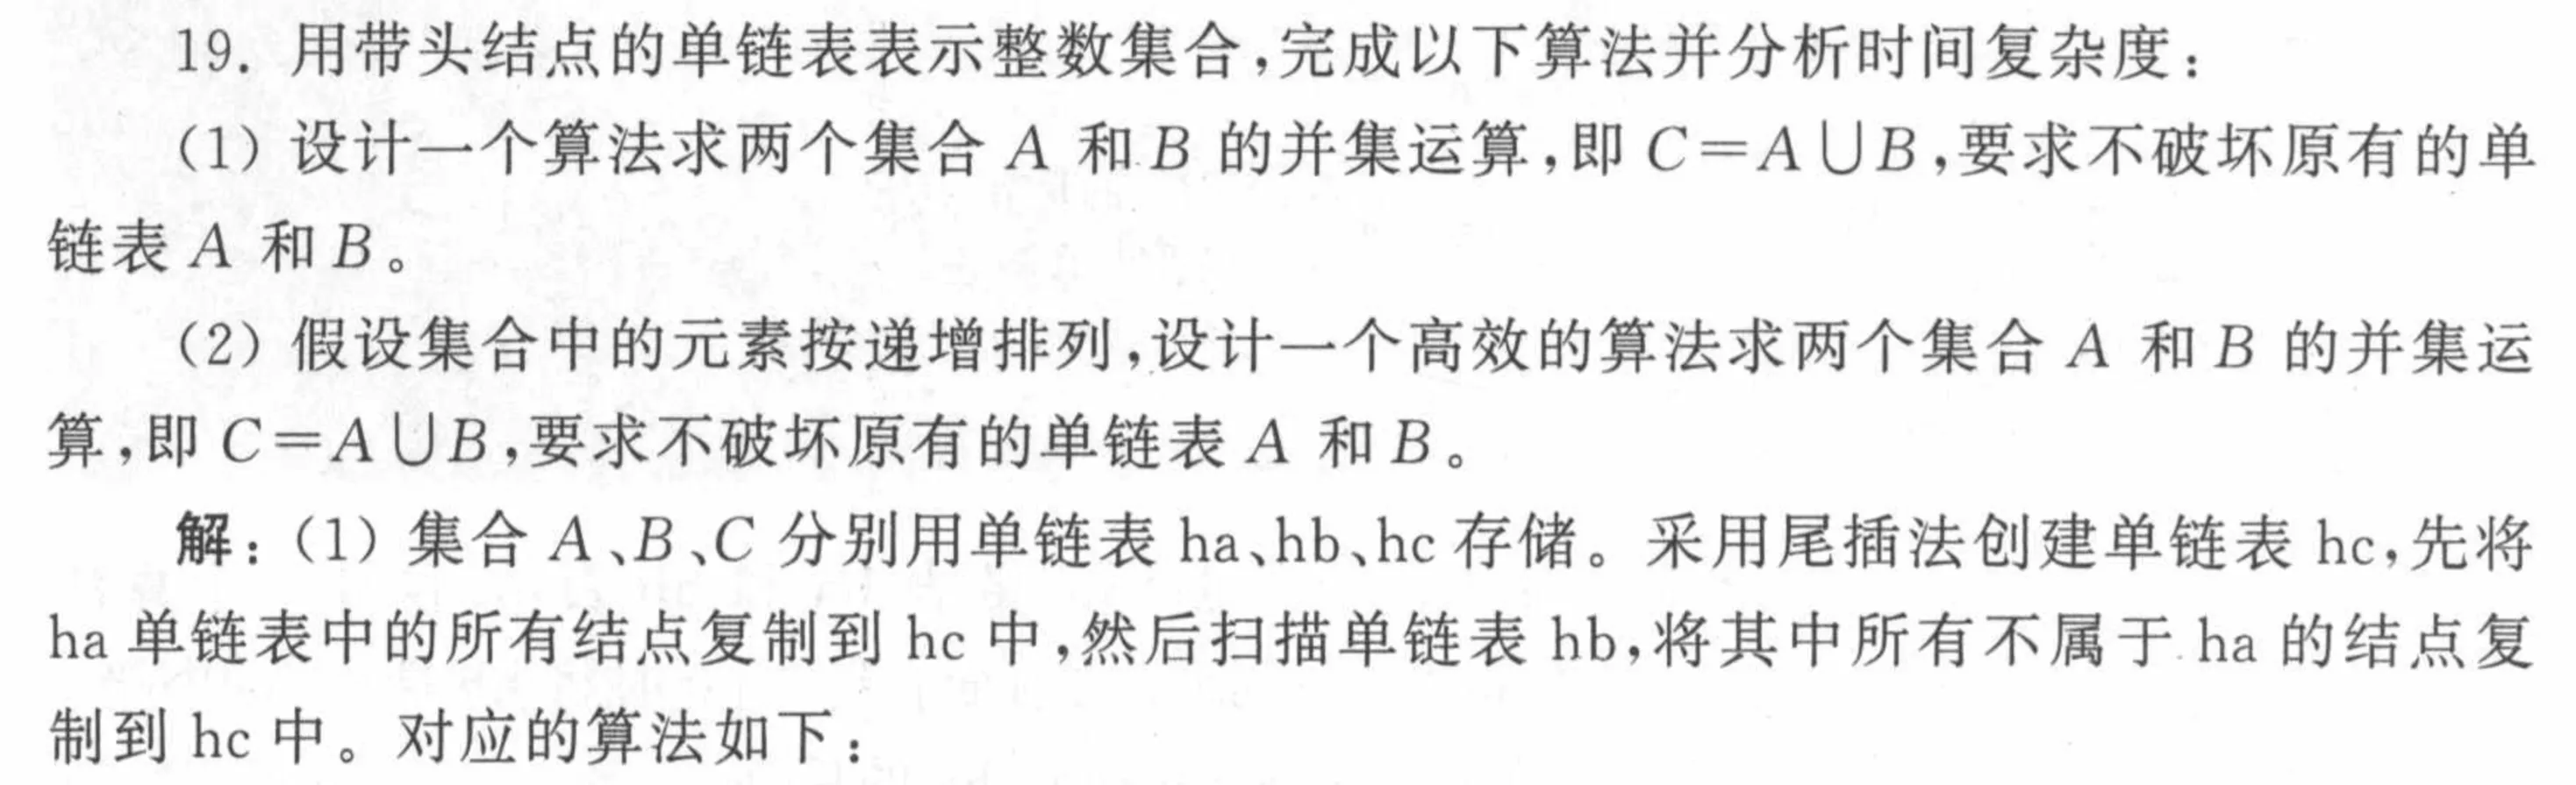 19. 用带头结点的单链表表示整数集合,完成以下算法并分析时间复杂度:
(1) 设计一个算法求两个集合 A 和 B 的并集运算,即 C=A∪B,要求不破坏原有的单
链表 A 和 B。
(2) 假设集合中的元素按递增排列,设计一个高效的算法求两个集合 A 和 B 的并集运
算,即 C=A∪B,要求不破坏原有的单链表 A 和 B。
解:(1) 集合 A、B、C 分别用单链表 ha、hb、hc 存储。采用尾插法创建单链表 hc,先将
ha 单链表中的所有结点复制到 hc 中,然后扫描单链表 hb,将其中所有不属于 ha 的结点复
制到 hc 中。对应的算法如下: